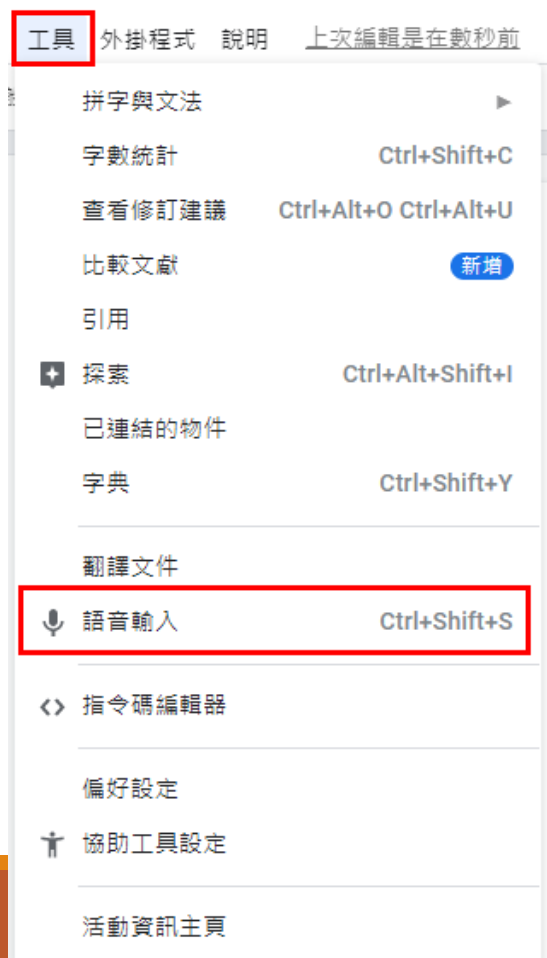 工具 外掛程式 說明 上次編輯是在數秒前
拼字與文法
字數統計 Ctrl+Shift+C
查看修訂建議 Ctrl+Alt+O Ctrl+Alt+U
比較文獻 新增
引用
探索 Ctrl+Alt+Shift+I
已連結的物件
字典 Ctrl+Shift+Y
翻譯文件
語音輸入 Ctrl+Shift+S
指令碼編輯器
偏好設定
協助工具設定
活動資訊主頁